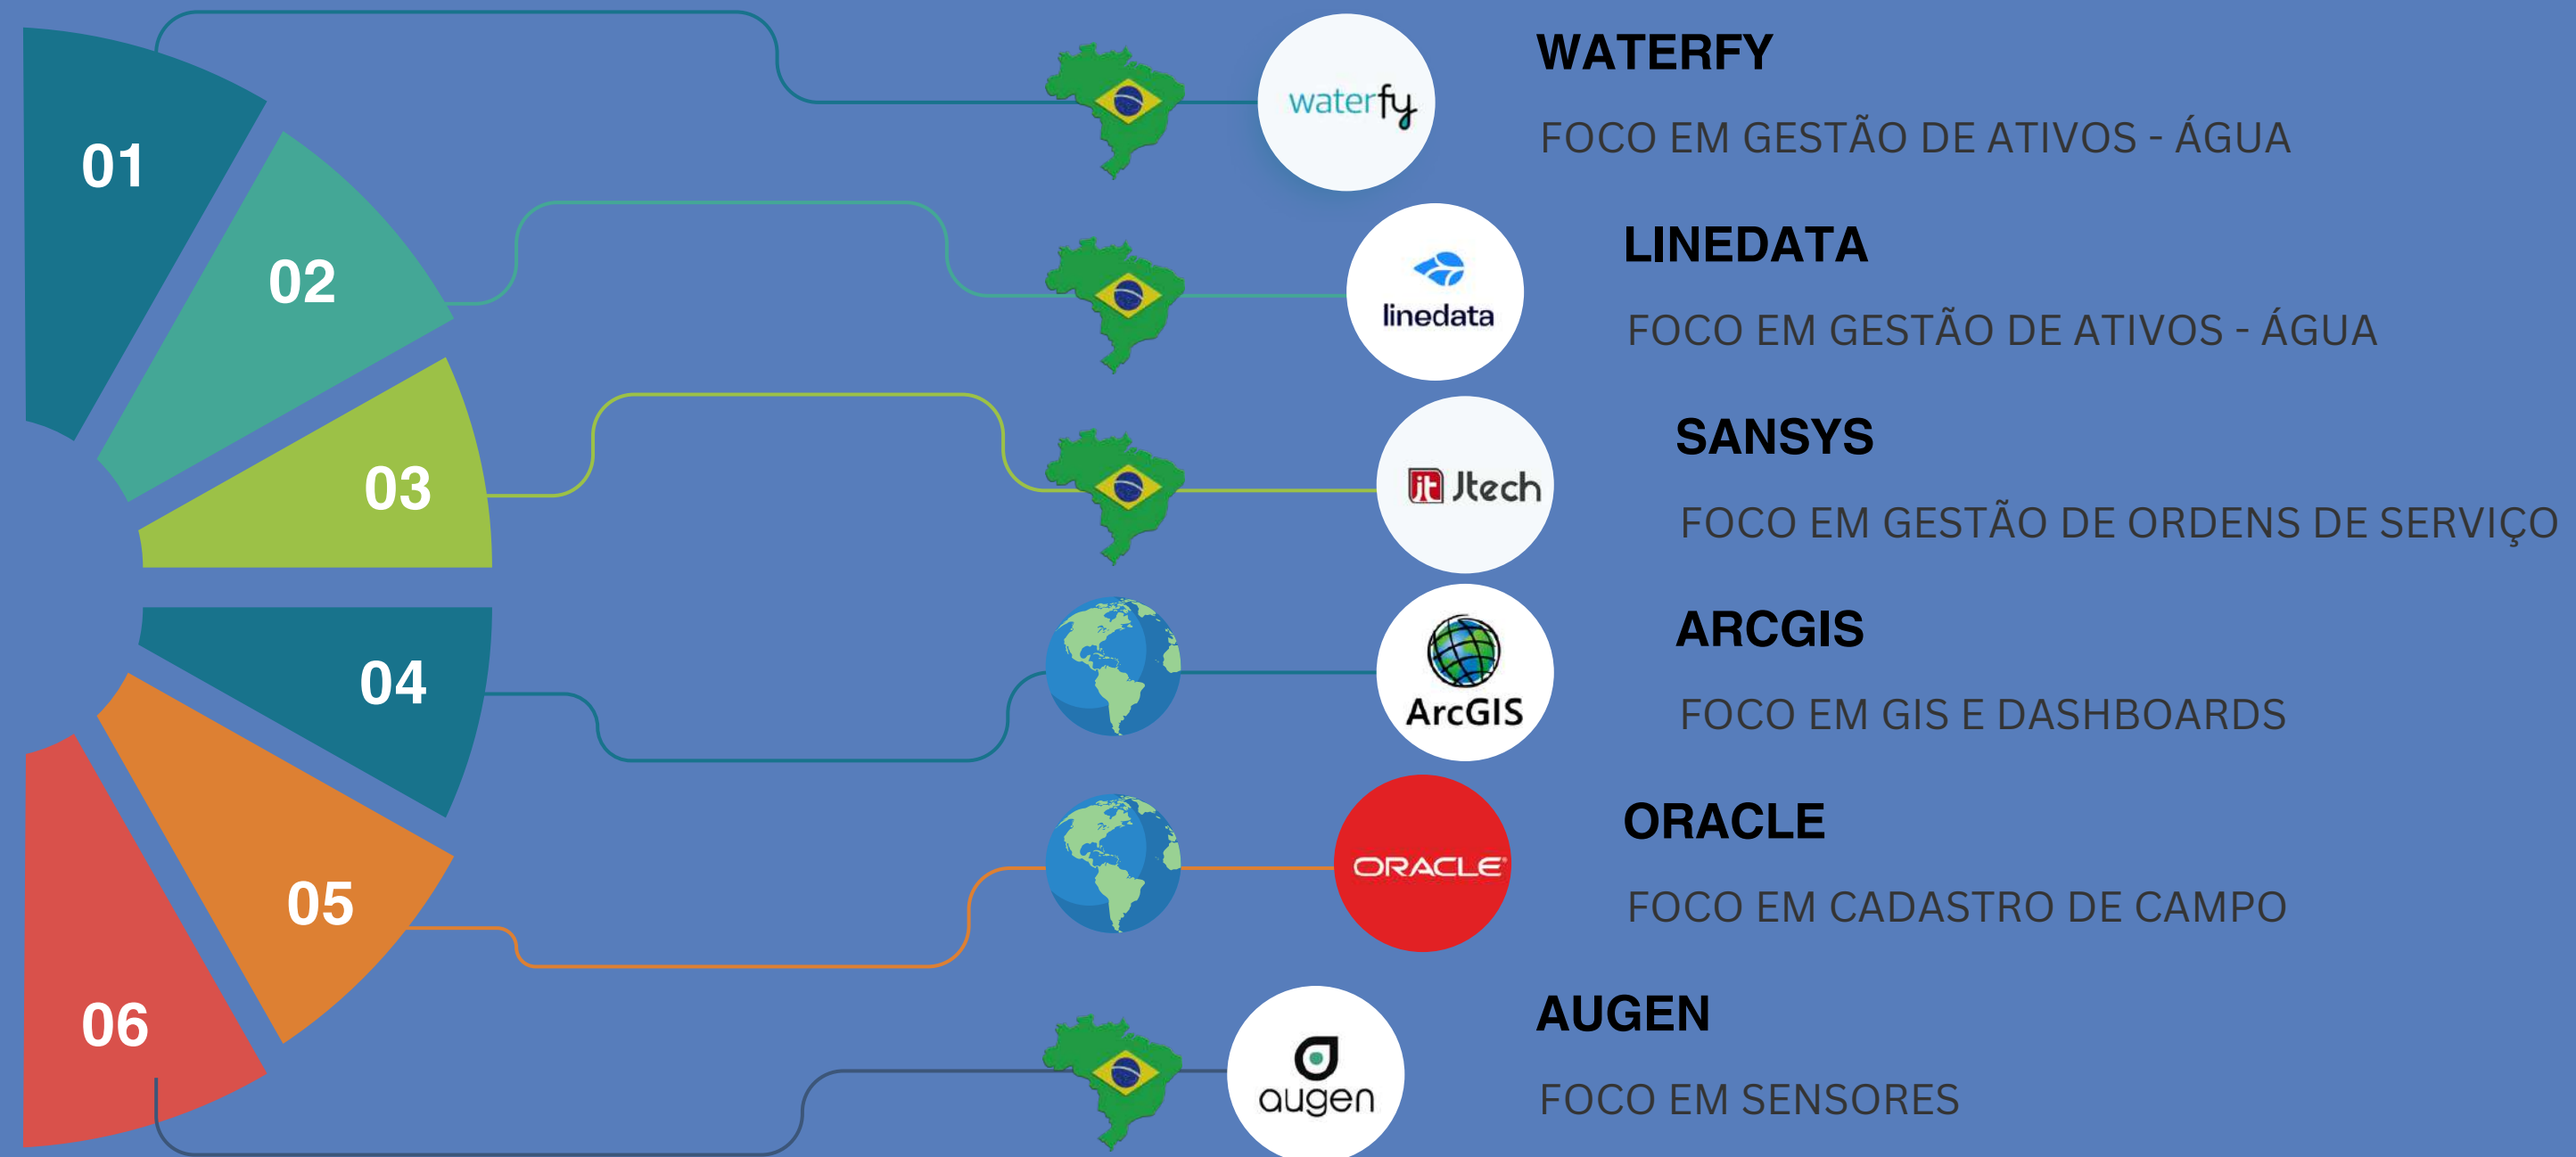 01
waterfy
WATERFY
FOCO EM GESTÃO DE ATIVOS - ÁGUA
02
linedata
LINEDATA
FOCO EM GESTÃO DE ATIVOS - ÁGUA
03
jt Jtech
SANSYS
FOCO EM GESTÃO DE ORDENS DE SERVIÇO
04
ArcGIS
ARCGIS
FOCO EM GIS E DASHBOARDS
05
ORACLE
ORACLE
FOCO EM CADASTRO DE CAMPO
06
augen
AUGEN
FOCO EM SENSORES